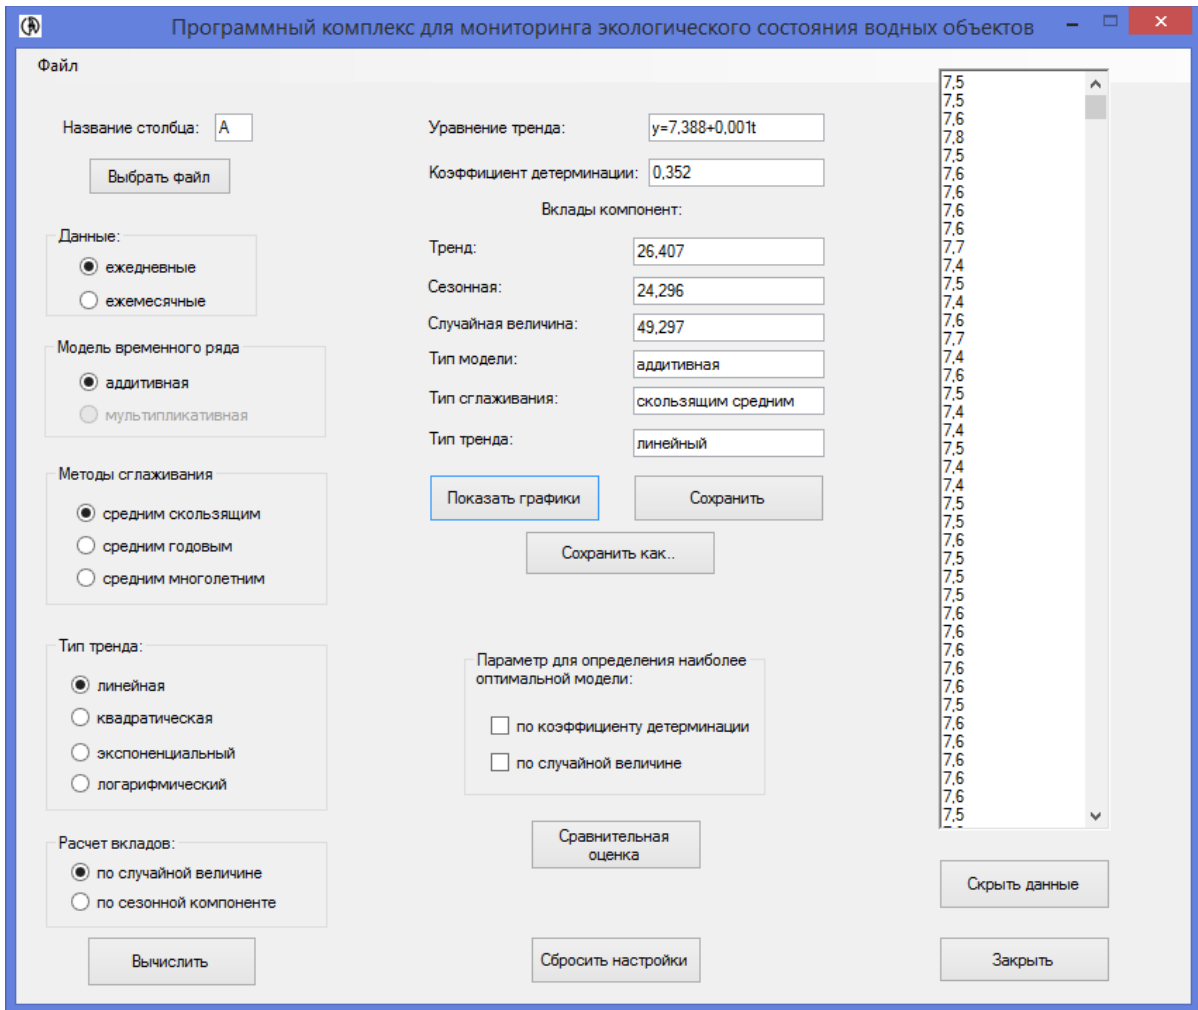 Программный комплекс для мониторинга экологического состояния водных объектов
Файл
Название столбца: A
Выбрать файл
Данные:
ежедневные
ежемесячные
Модель временного ряда
аддитивная
мультипликативная
Методы сглаживания
средним скользящим
средним годовым
средним многолетним
Тип тренда:
линейная
квадратическая
экспоненциальный
логарифмический
Расчет вкладов:
по случайной величине
по сезонной компоненте
Вычислить
Уравнение тренда: y=7,388+0,001t
Коэффициент детерминации: 0,352
Вклады компонент:
Тренд: 26,407
Сезонная: 24,296
Случайная величина: 49,297
Тип модели: аддитивная
Тип сглаживания: скользящим средним
Тип тренда: линейный
Показать графики
Сохранить
Сохранить как..
Параметр для определения наиболее
оптимальной модели:
по коэффициенту детерминации
по случайной величине
Сравнительная
оценка
Сбросить настройки
7,5
7,5
7,6
7,8
7,5
7,6
7,6
7,6
7,6
7,7
7,4
7,5
7,4
7,6
7,7
7,4
7,6
7,5
7,4
7,4
7,5
7,4
7,4
7,5
7,5
7,6
7,5
7,5
7,5
7,6
7,6
7,6
7,6
7,6
7,5
7,6
7,6
7,6
7,6
7,6
7,5
Скрыть данные
Закрыть